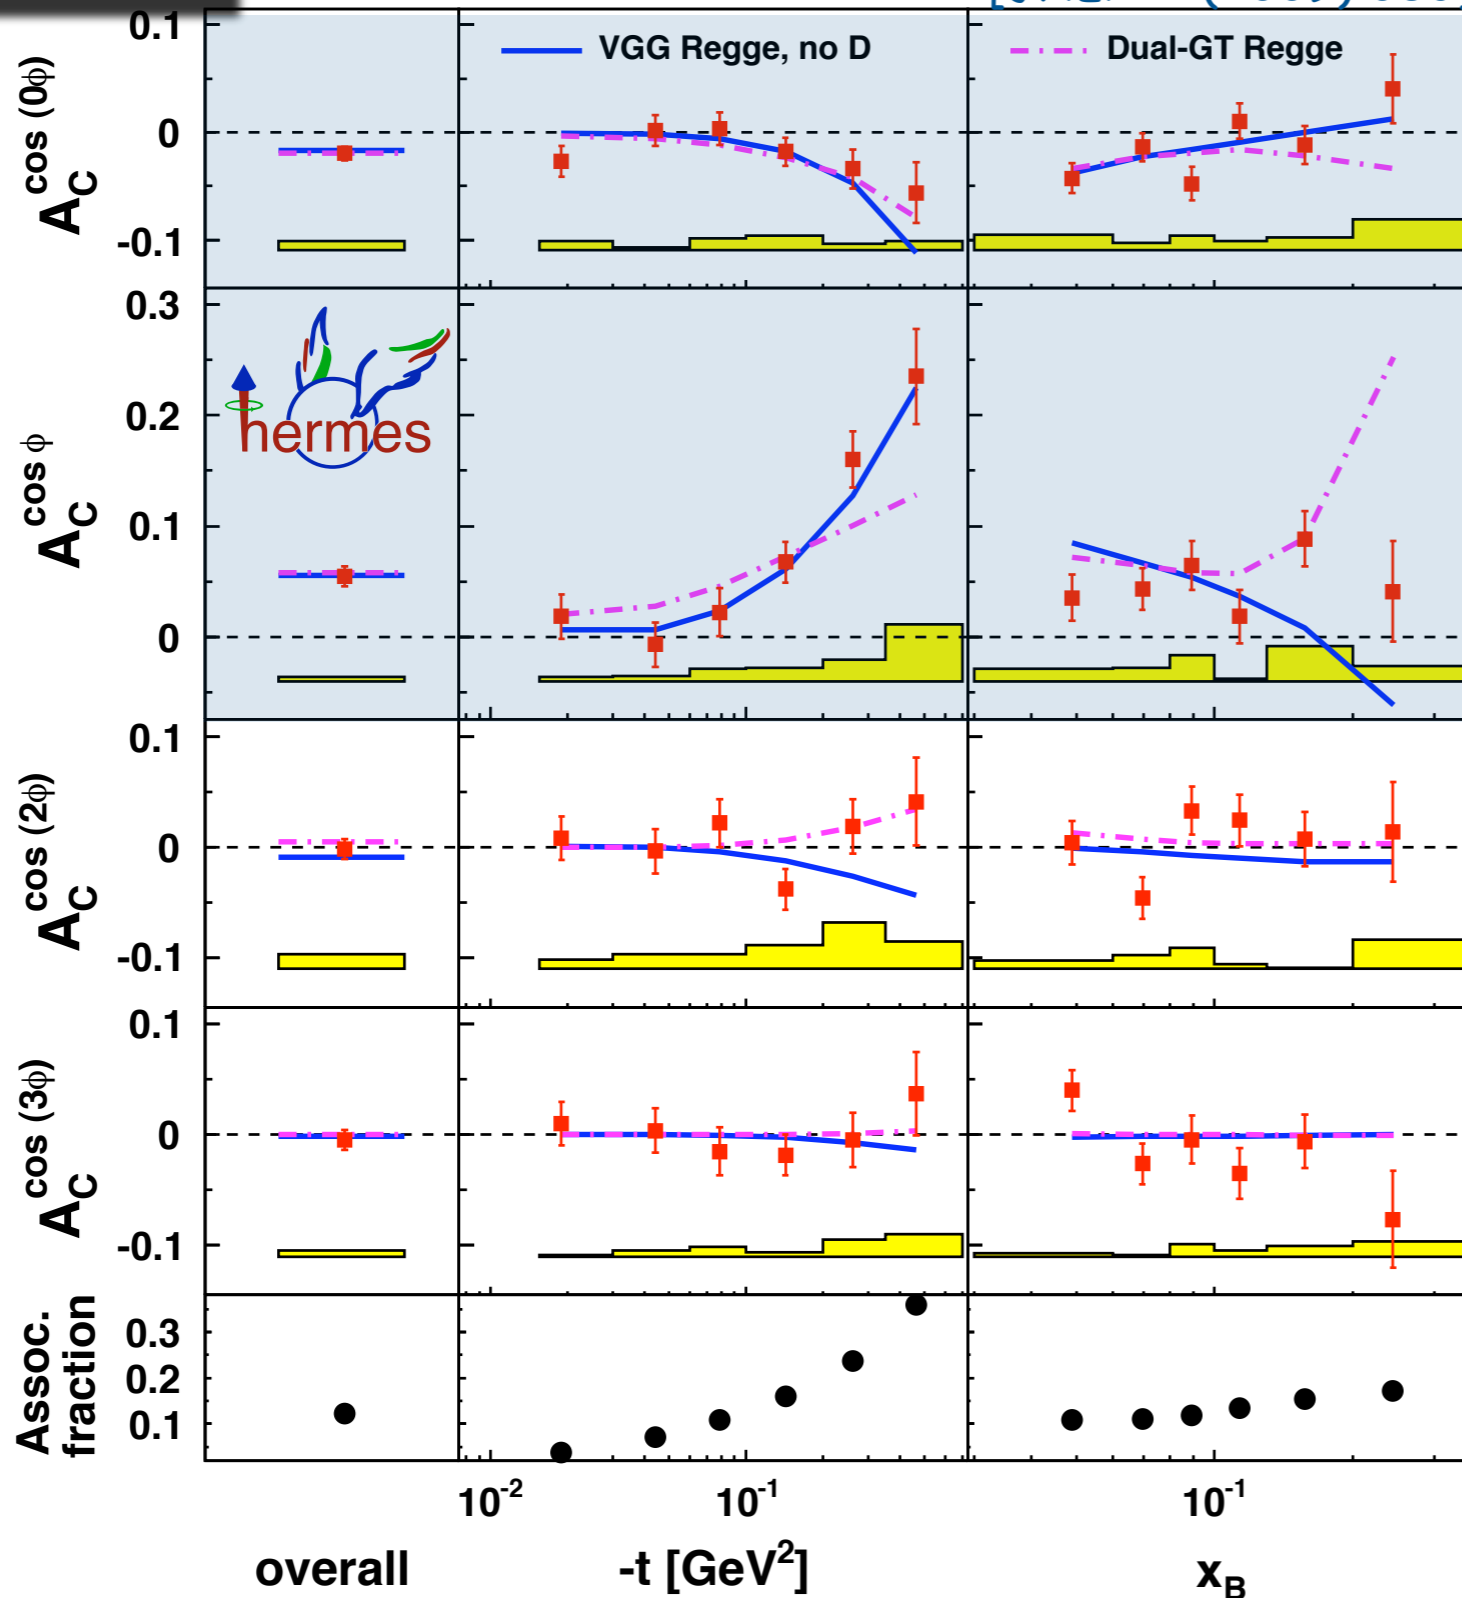 VGG Regge, no D
Dual-GT Regge
A_C^cos (0ϕ)
0.1
0
-0.1
A_C^cos ϕ
0.3
0.2
0.1
0
hermes
A_C^cos (2ϕ)
0.1
0
-0.1
A_C^cos (3ϕ)
0.1
0
-0.1
Assoc.
fraction
0.3
0.2
0.1
10^-2
10^-1
10^-1
overall
-t [GeV^2]
x_B